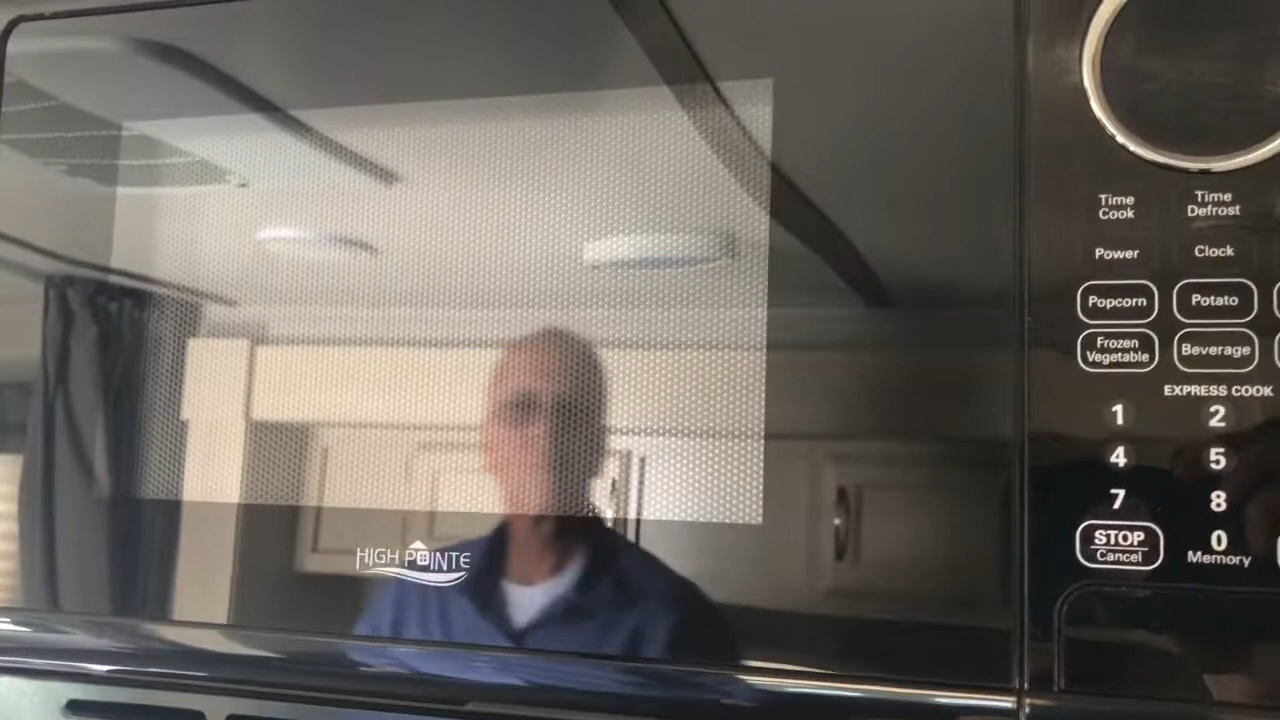 Time
Cook
Time
Defrost
Power
Clock
Popcorn
Potato
Frozen
Vegetable
Beverage
EXPRESS COOK
1 2
4 5
7 8
STOP
Cancel
0
Memory
HIGH POINTE